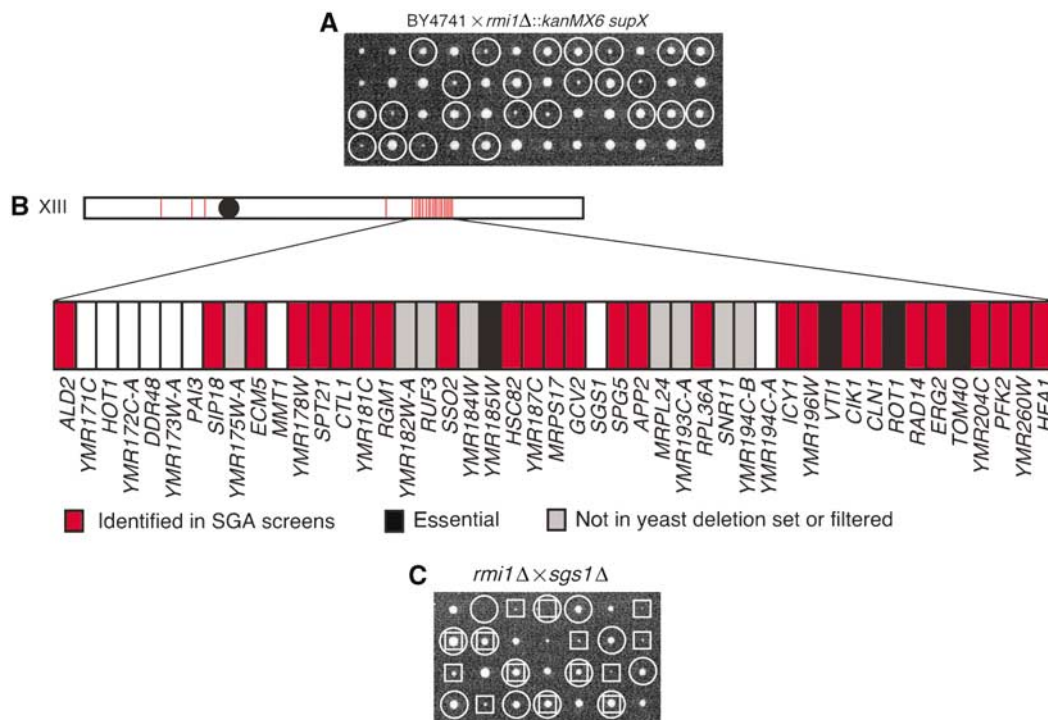 A
BY4741 × rmi1Δ::kanMX6 supX
B XIII
ALD2
YMR171C
HOT1
YMR172C-A
DDR48
YMR173W-A
PAI3
SIP18
YMR175W-A
ECM5
MMT1
YMR178W
SPT21
CTL1
YMR181C
RGM1
YMR182W-A
RUF3
SSO2
YMR184W
YMR185W
HSC82
YMR187C
MRPS17
GCV2
SGS1
SPG5
APP2
MRPL24
YMR193C-A
RPL36A
SNR11
YMR194C-B
YMR194C-A
ICY1
YMR196W
VTI1
CIK1
CLN1
ROT1
RAD14
ERG2
TOM40
YMR204C
PFK2
YMR260W
HFA1
Identified in SGA screens
Essential
Not in yeast deletion set or filtered
C
rmi1Δ × sgs1Δ